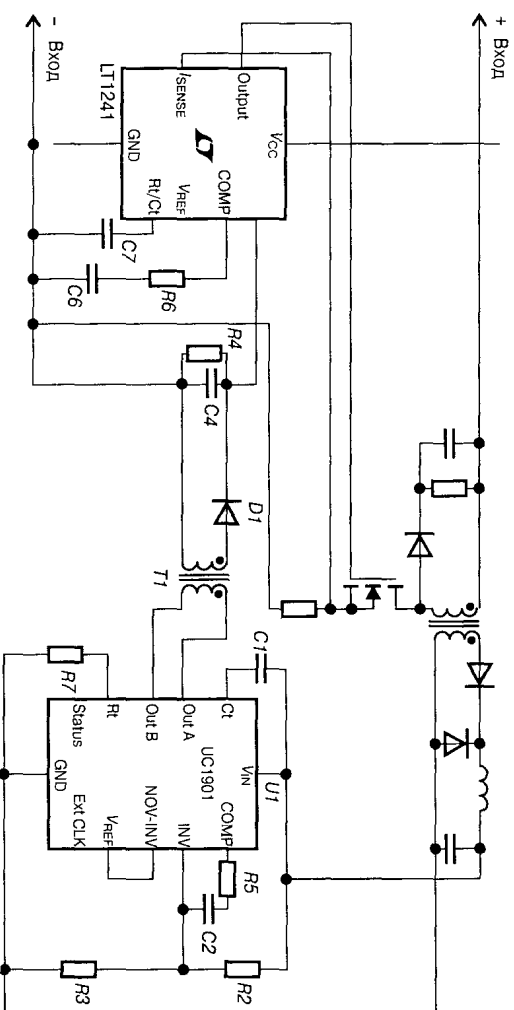 + Вход
VCC
Output
COMP
ISENSE
LT
VREF
Rt/Ct
GND
LT1241
- Вход
C7
R6
C6
R4
C4
D1
T1
C1
U1
VIN
Ct
COMP
UC1901
Out A
INV
Out B
NOV-INV
Rt
VREF
Status
Ext CLK
GND
R5
C2
R2
R7
R3